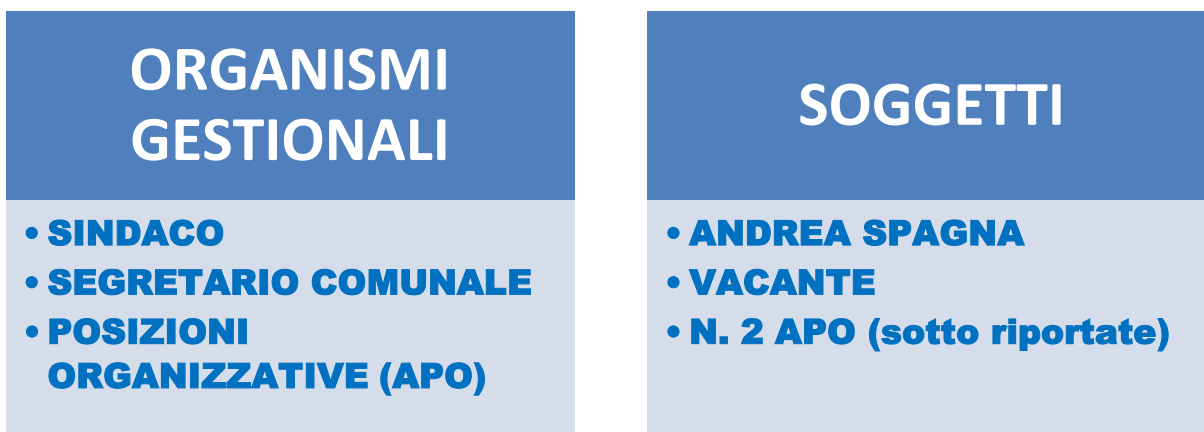 ORGANISMI
GESTIONALI
• SINDACO
• SEGRETARIO COMUNALE
• POSIZIONI
ORGANIZZATIVE (APO)
SOGGETTI
• ANDREA SPAGNA
• VACANTE
• N. 2 APO (sotto riportate)